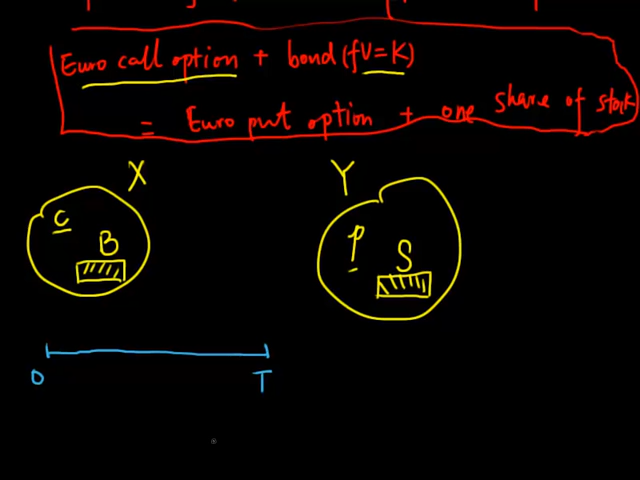 Euro call option + bond (fV=K)
= Euro put option + one share of stock
X Y
c p
B S
0 T